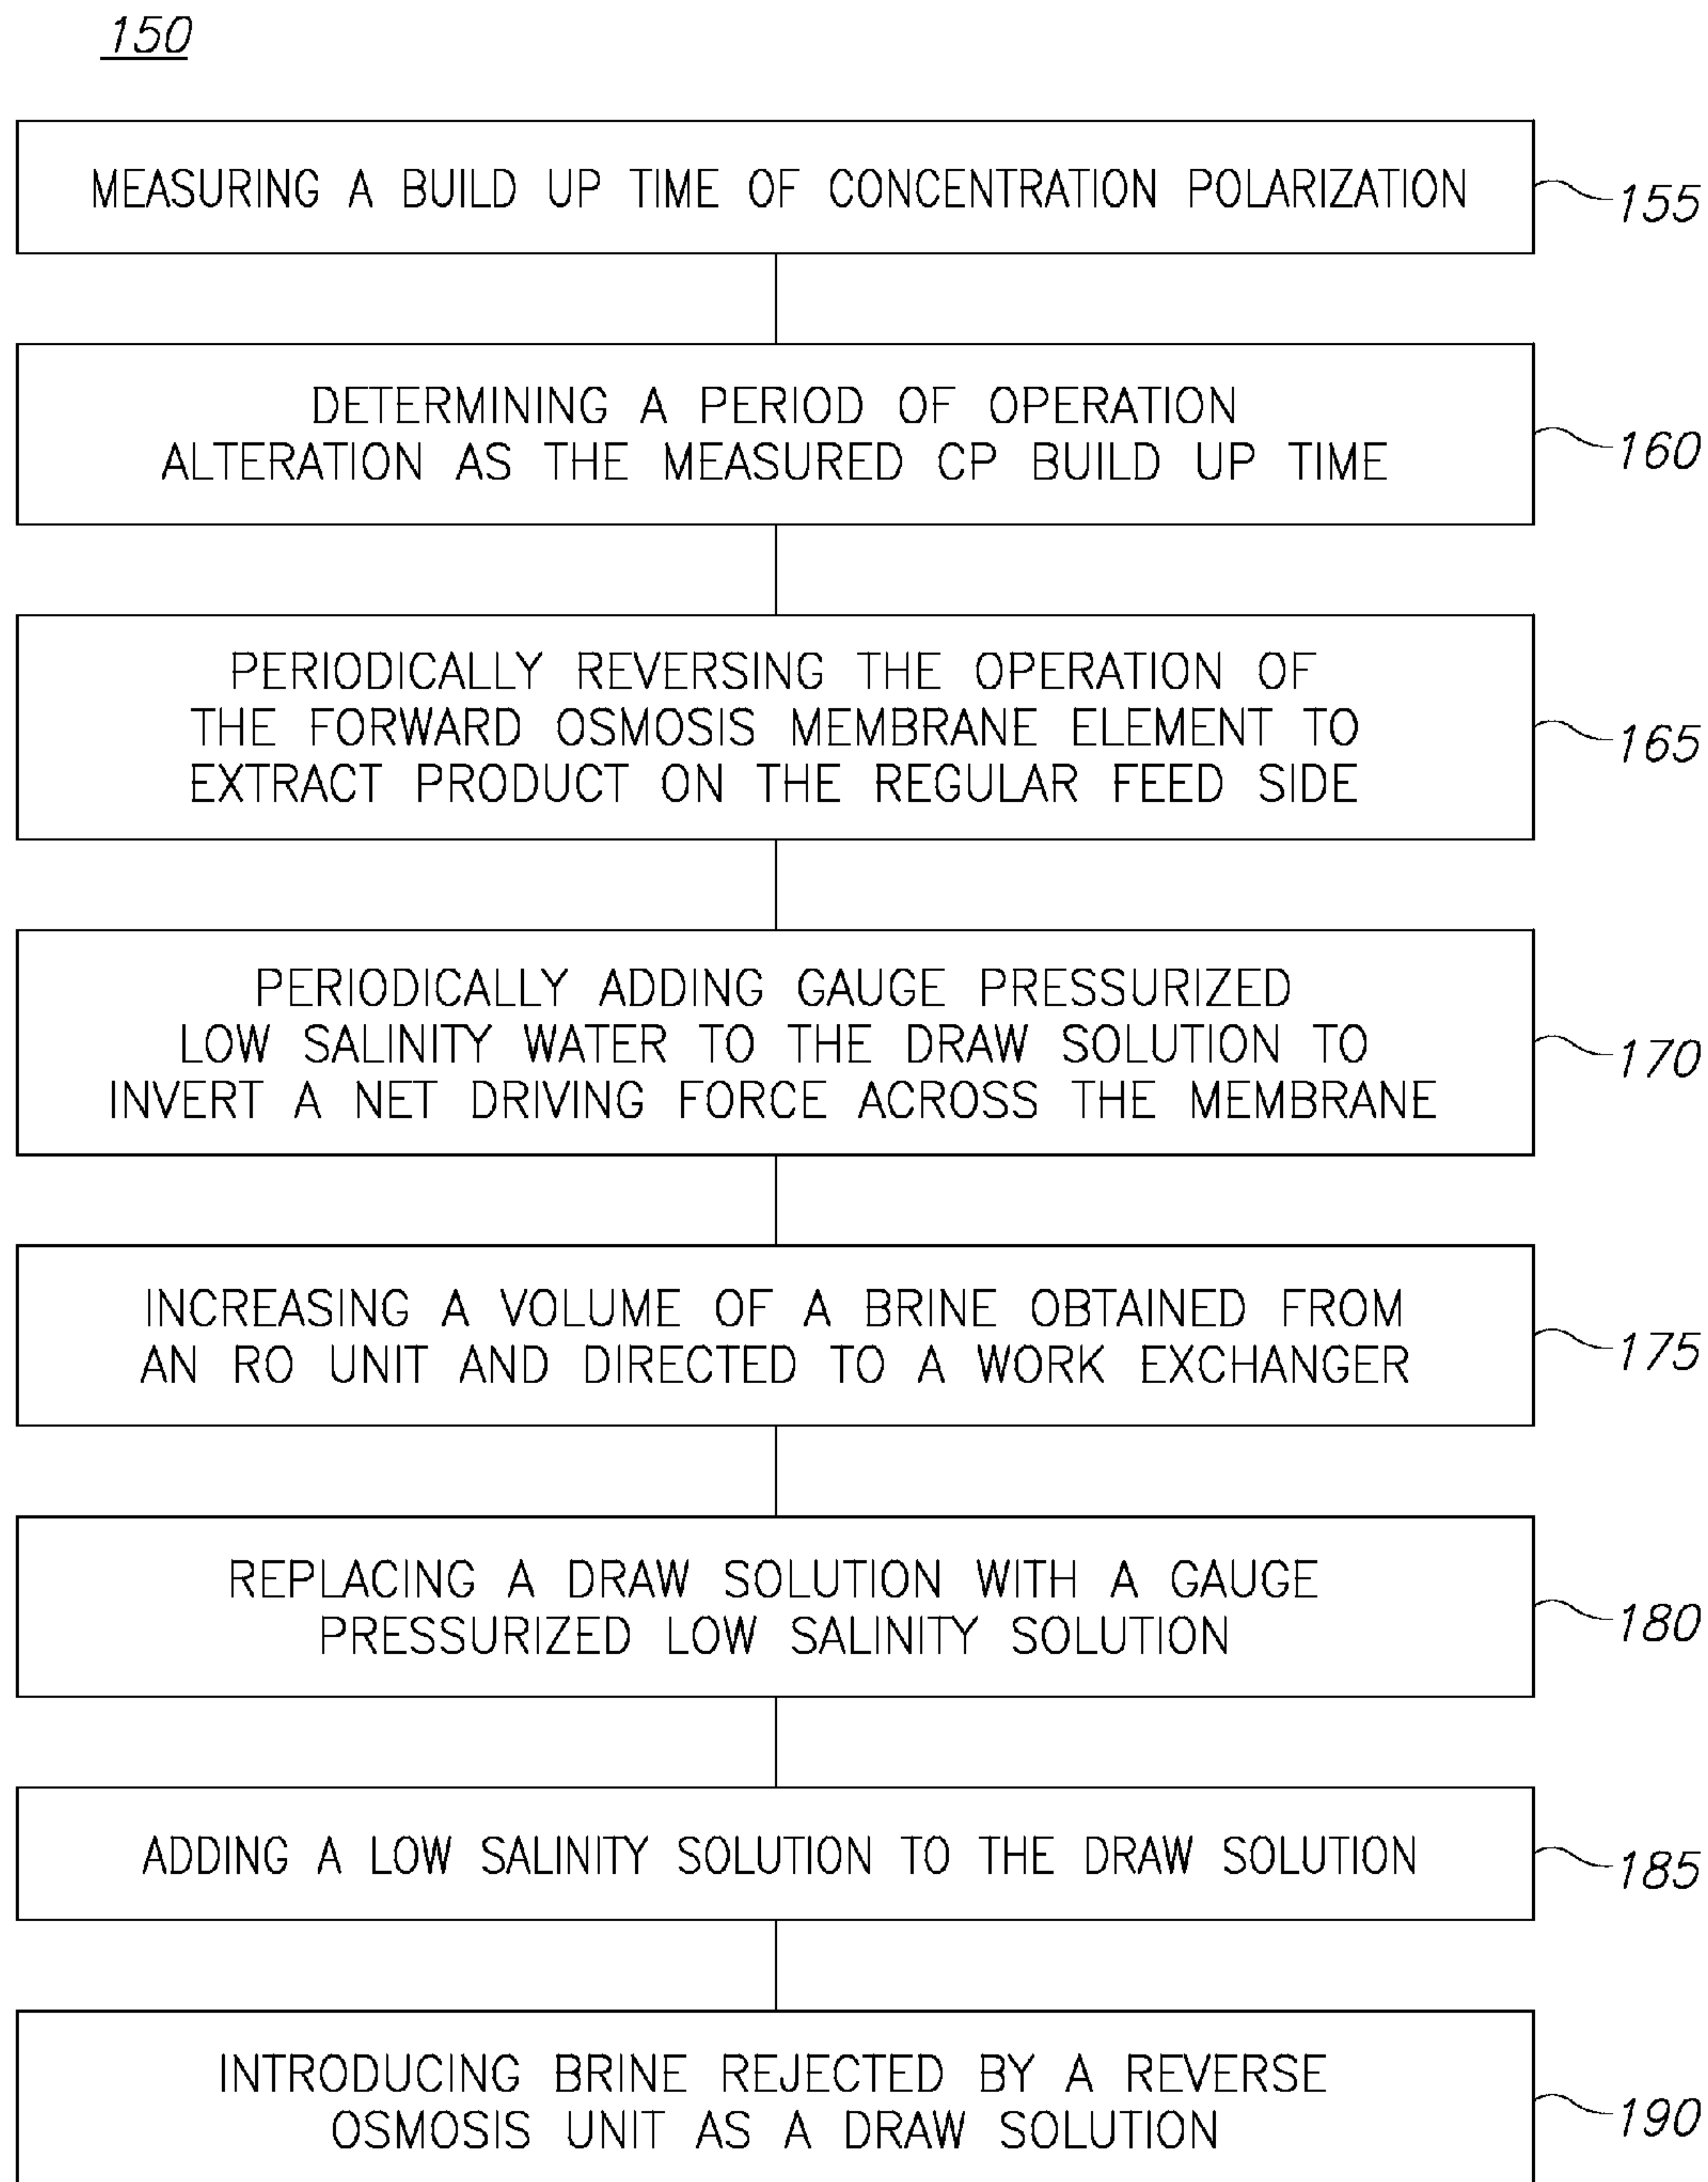 150
MEASURING A BUILD UP TIME OF CONCENTRATION POLARIZATION
155
DETERMINING A PERIOD OF OPERATION
ALTERATION AS THE MEASURED CP BUILD UP TIME
160
PERIODICALLY REVERSING THE OPERATION OF
THE FORWARD OSMOSIS MEMBRANE ELEMENT TO
EXTRACT PRODUCT ON THE REGULAR FEED SIDE
165
PERIODICALLY ADDING GAUGE PRESSURIZED
LOW SALINITY WATER TO THE DRAW SOLUTION TO
INVERT A NET DRIVING FORCE ACROSS THE MEMBRANE
170
INCREASING A VOLUME OF A BRINE OBTAINED FROM
AN RO UNIT AND DIRECTED TO A WORK EXCHANGER
175
REPLACING A DRAW SOLUTION WITH A GAUGE
PRESSURIZED LOW SALINITY SOLUTION
180
ADDING A LOW SALINITY SOLUTION TO THE DRAW SOLUTION
185
INTRODUCING BRINE REJECTED BY A REVERSE
OSMOSIS UNIT AS A DRAW SOLUTION
190